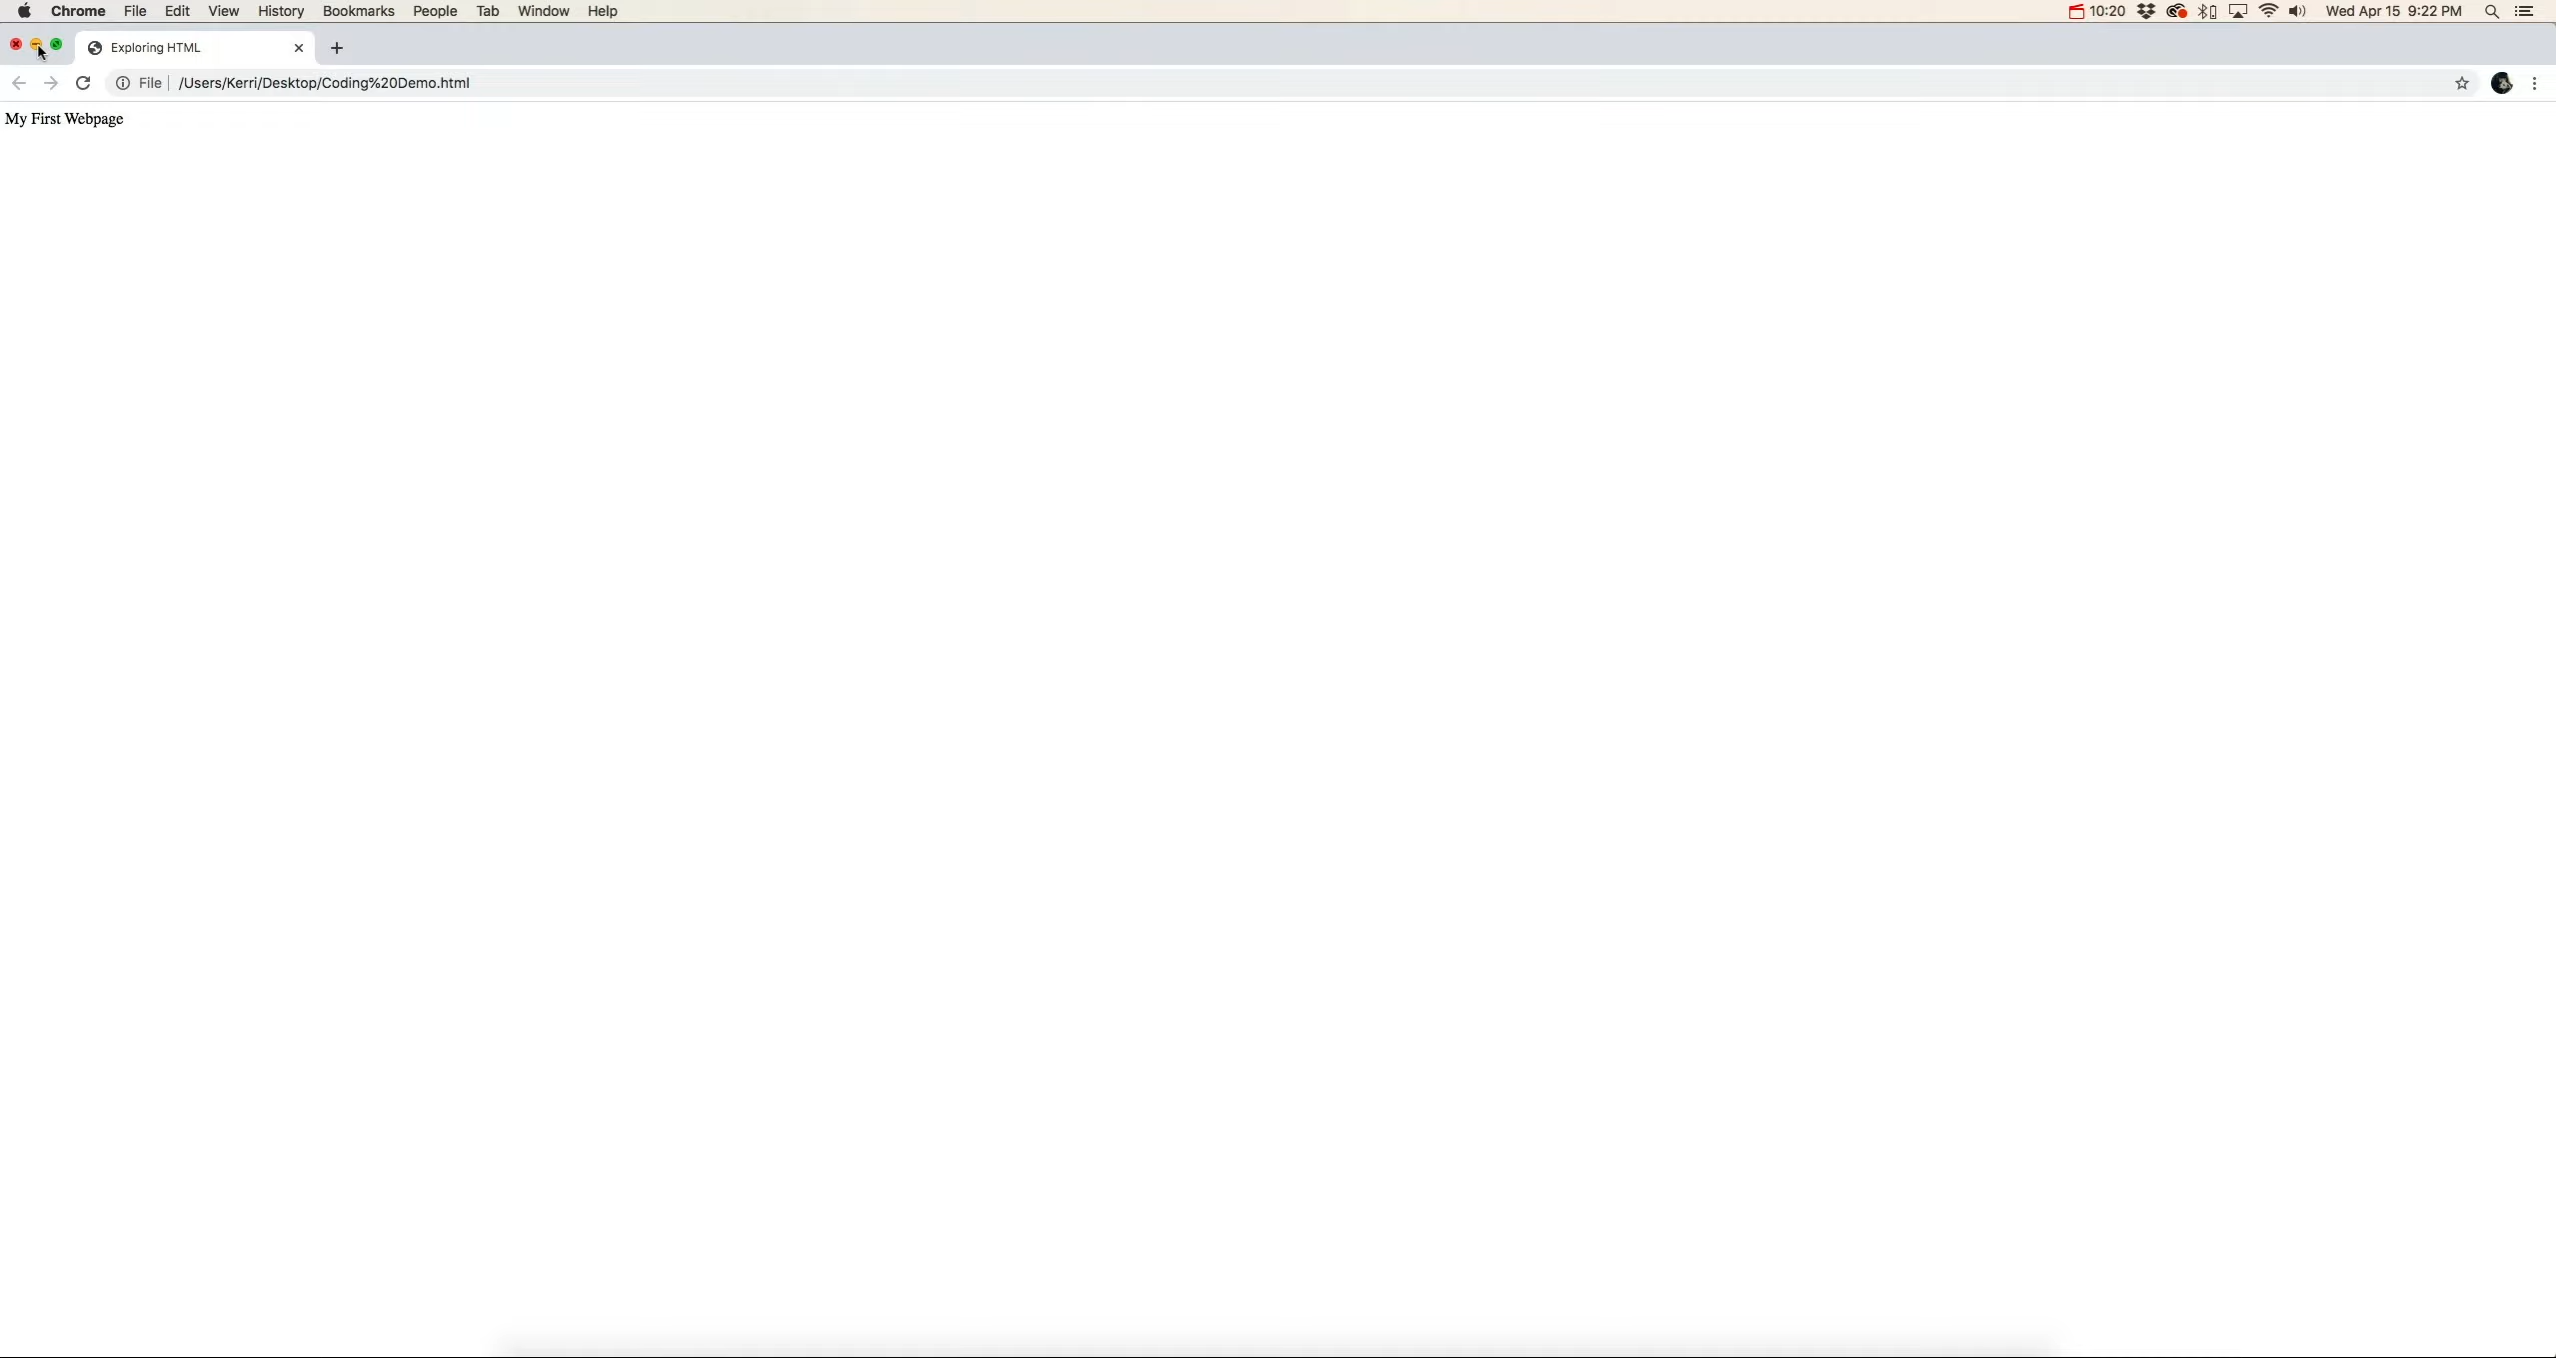 Chrome File Edit View History Bookmarks People Tab Window Help 10:20 Wed Apr 15 9:22 PM
Exploring HTML
File /Users/Kerri/Desktop/Coding%20Demo.html
My First Webpage